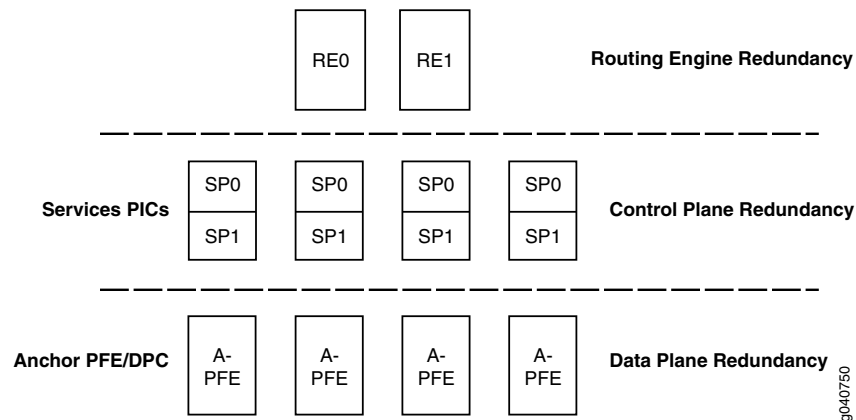 RE0 RE1 Routing Engine Redundancy
SP0 SP0 SP0 SP0
Services PICs Control Plane Redundancy
SP1 SP1 SP1 SP1
Anchor PFE/DPC A- A- A- A- Data Plane Redundancy
PFE PFE PFE PFE
g040750